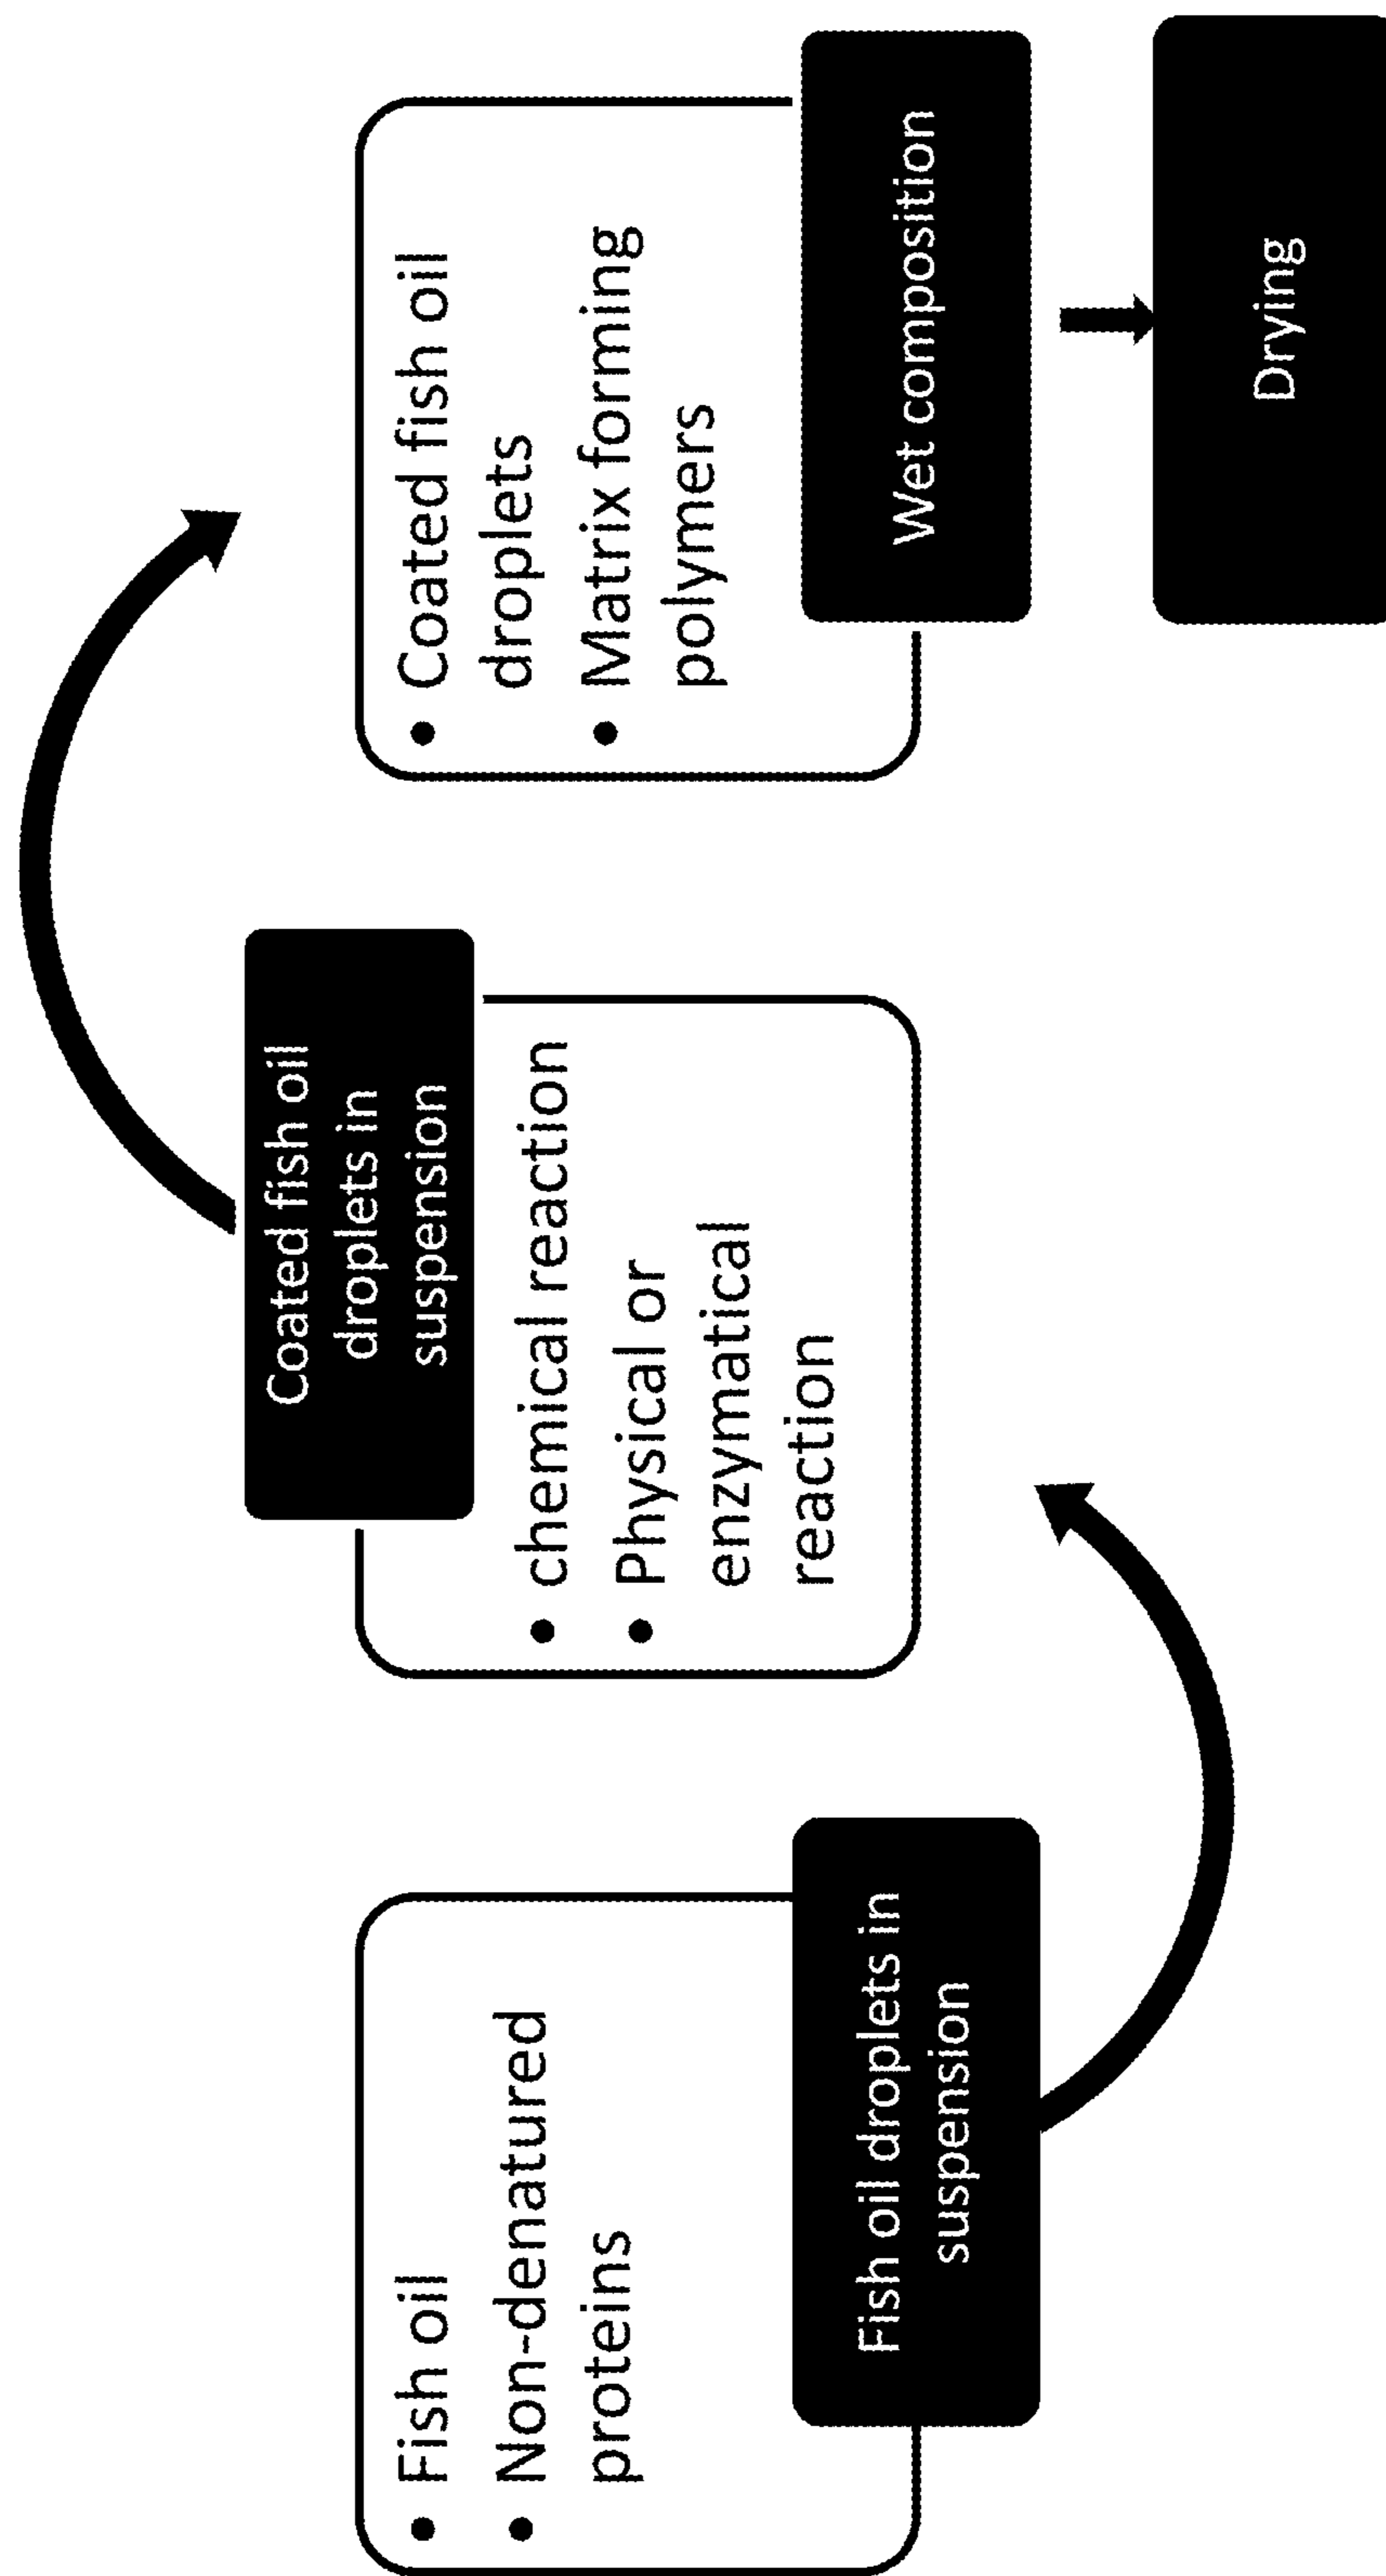 • Fish oil
• Non-denatured
proteins
Fish oil droplets in
suspension
Coated fish oil
droplets in
suspension
• chemical reaction
• Physical or
enzymatical
reaction
• Coated fish oil
droplets
• Matrix forming
polymers
Wet composition
Drying